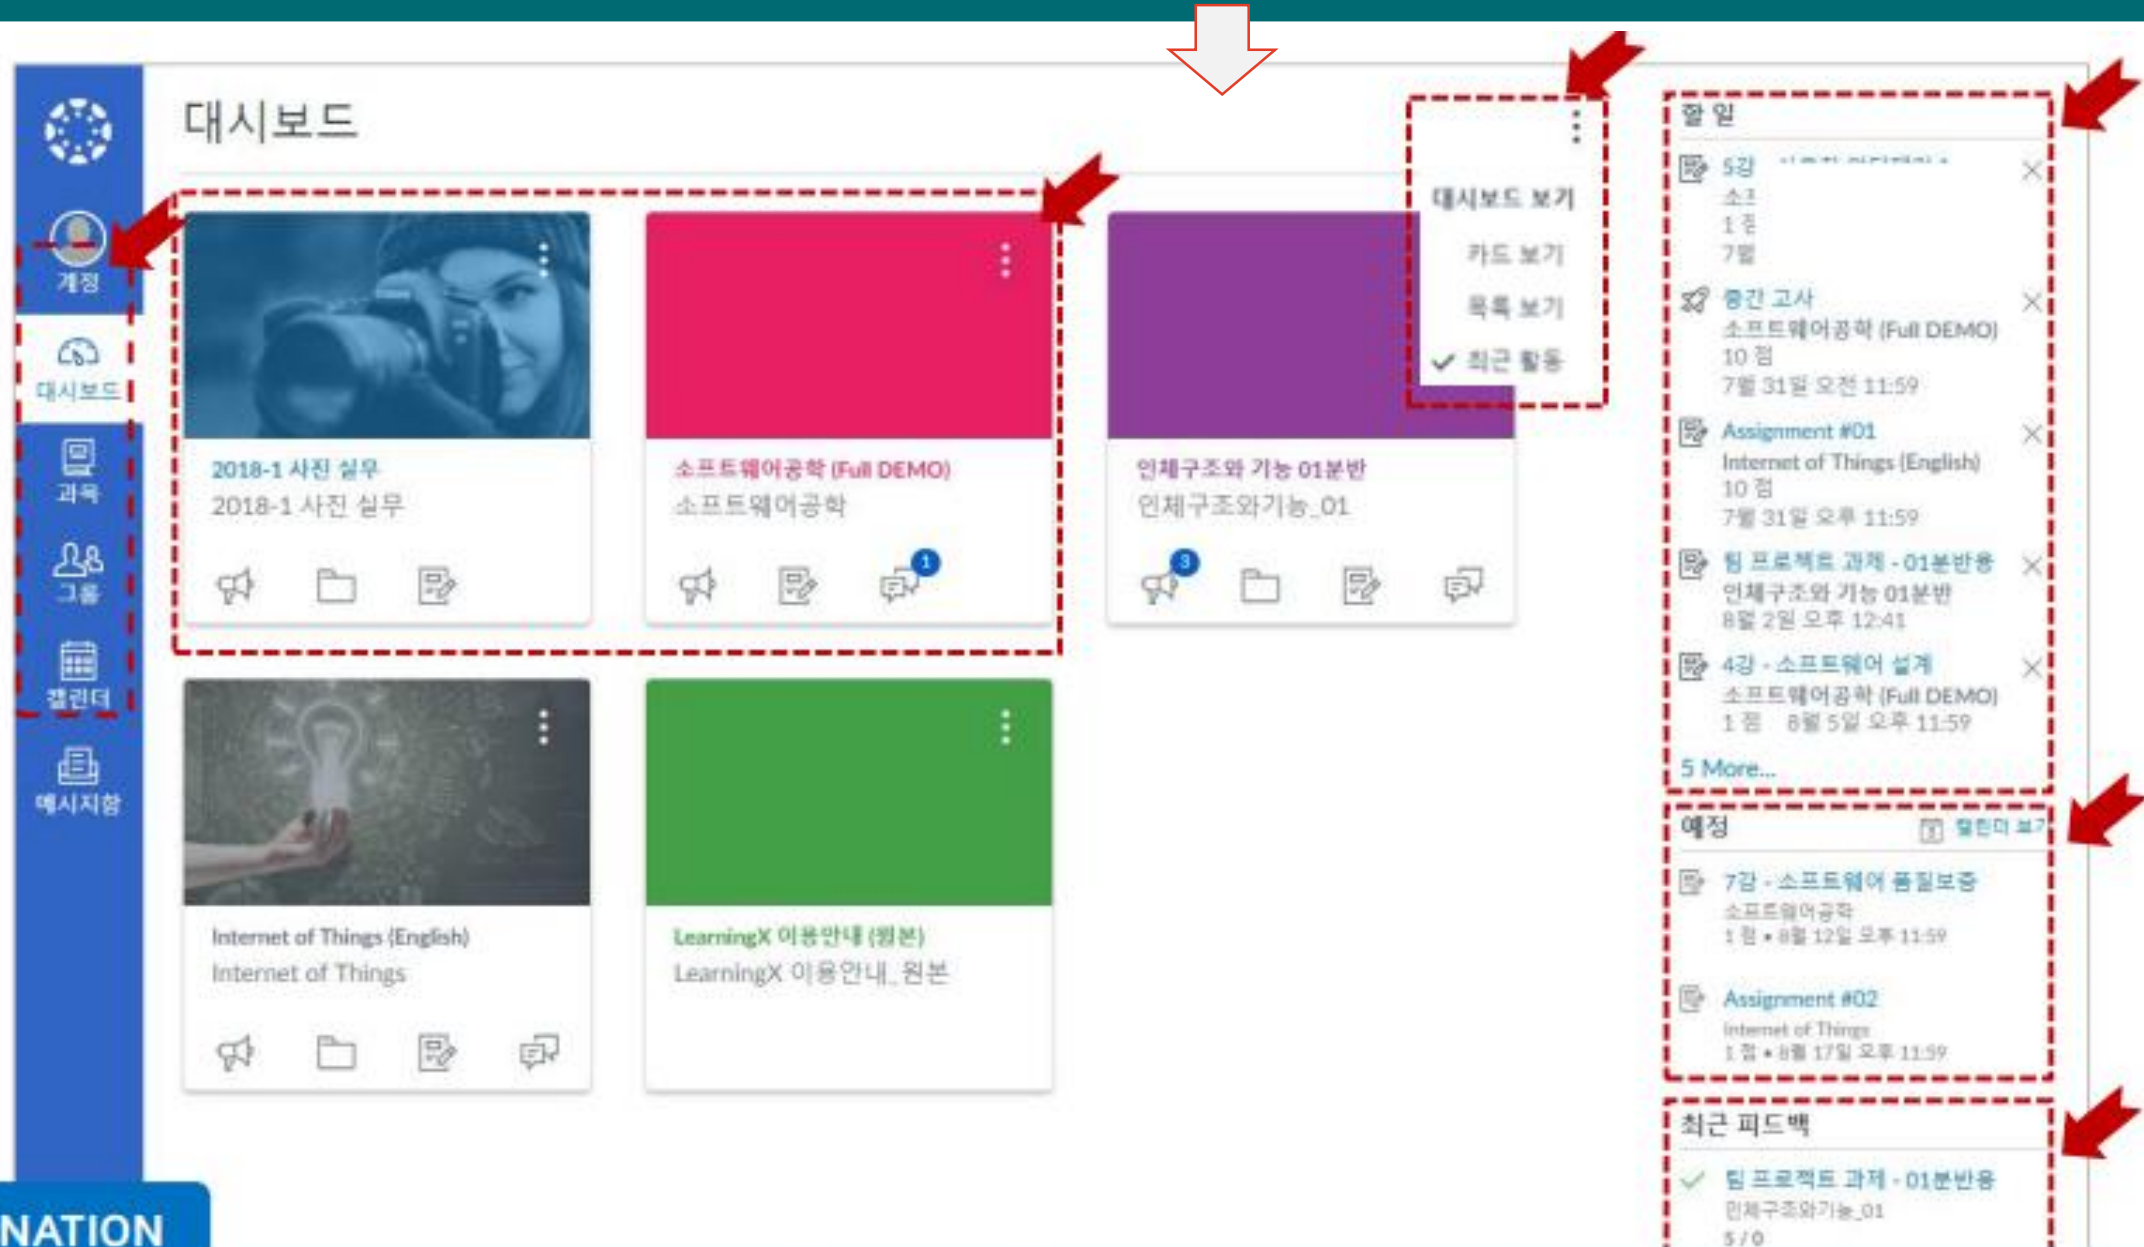 대시보드
계정
대시보드
과목
그룹
캘린더
메시지함
2018-1 사진 실무
2018-1 사진 실무
소프트웨어공학 (Full DEMO)
소프트웨어공학
1
인체구조와 기능 01분반
인체구조와기능_01
3
Internet of Things (English)
Internet of Things
LearningX 이용안내 (원본)
LearningX 이용안내_원본
대시보드 보기
카드 보기
목록 보기
최근 활동
할 일
5강
1
7월
중간 고사
소프트웨어공학 (Full DEMO)
10 점
7월 31일 오전 11:59
Assignment #01
Internet of Things (English)
10 점
7월 31일 오후 11:59
팀 프로젝트 과제 - 01분반용
인체구조와 기능 01분반
8월 2일 오후 12:41
4강 - 소프트웨어 설계
소프트웨어공학 (Full DEMO)
1 점 8월 5일 오후 11:59
5 More...
예정
캘린더 보기
7강 - 소프트웨어 품질보증
소프트웨어공학
1 점 • 8월 12일 오후 11:59
Assignment #02
Internet of Things
1 점 • 8월 17일 오후 11:59
최근 피드백
팀 프로젝트 과제 - 01분반용
인체구조와기능_01
5 / 0
NATION